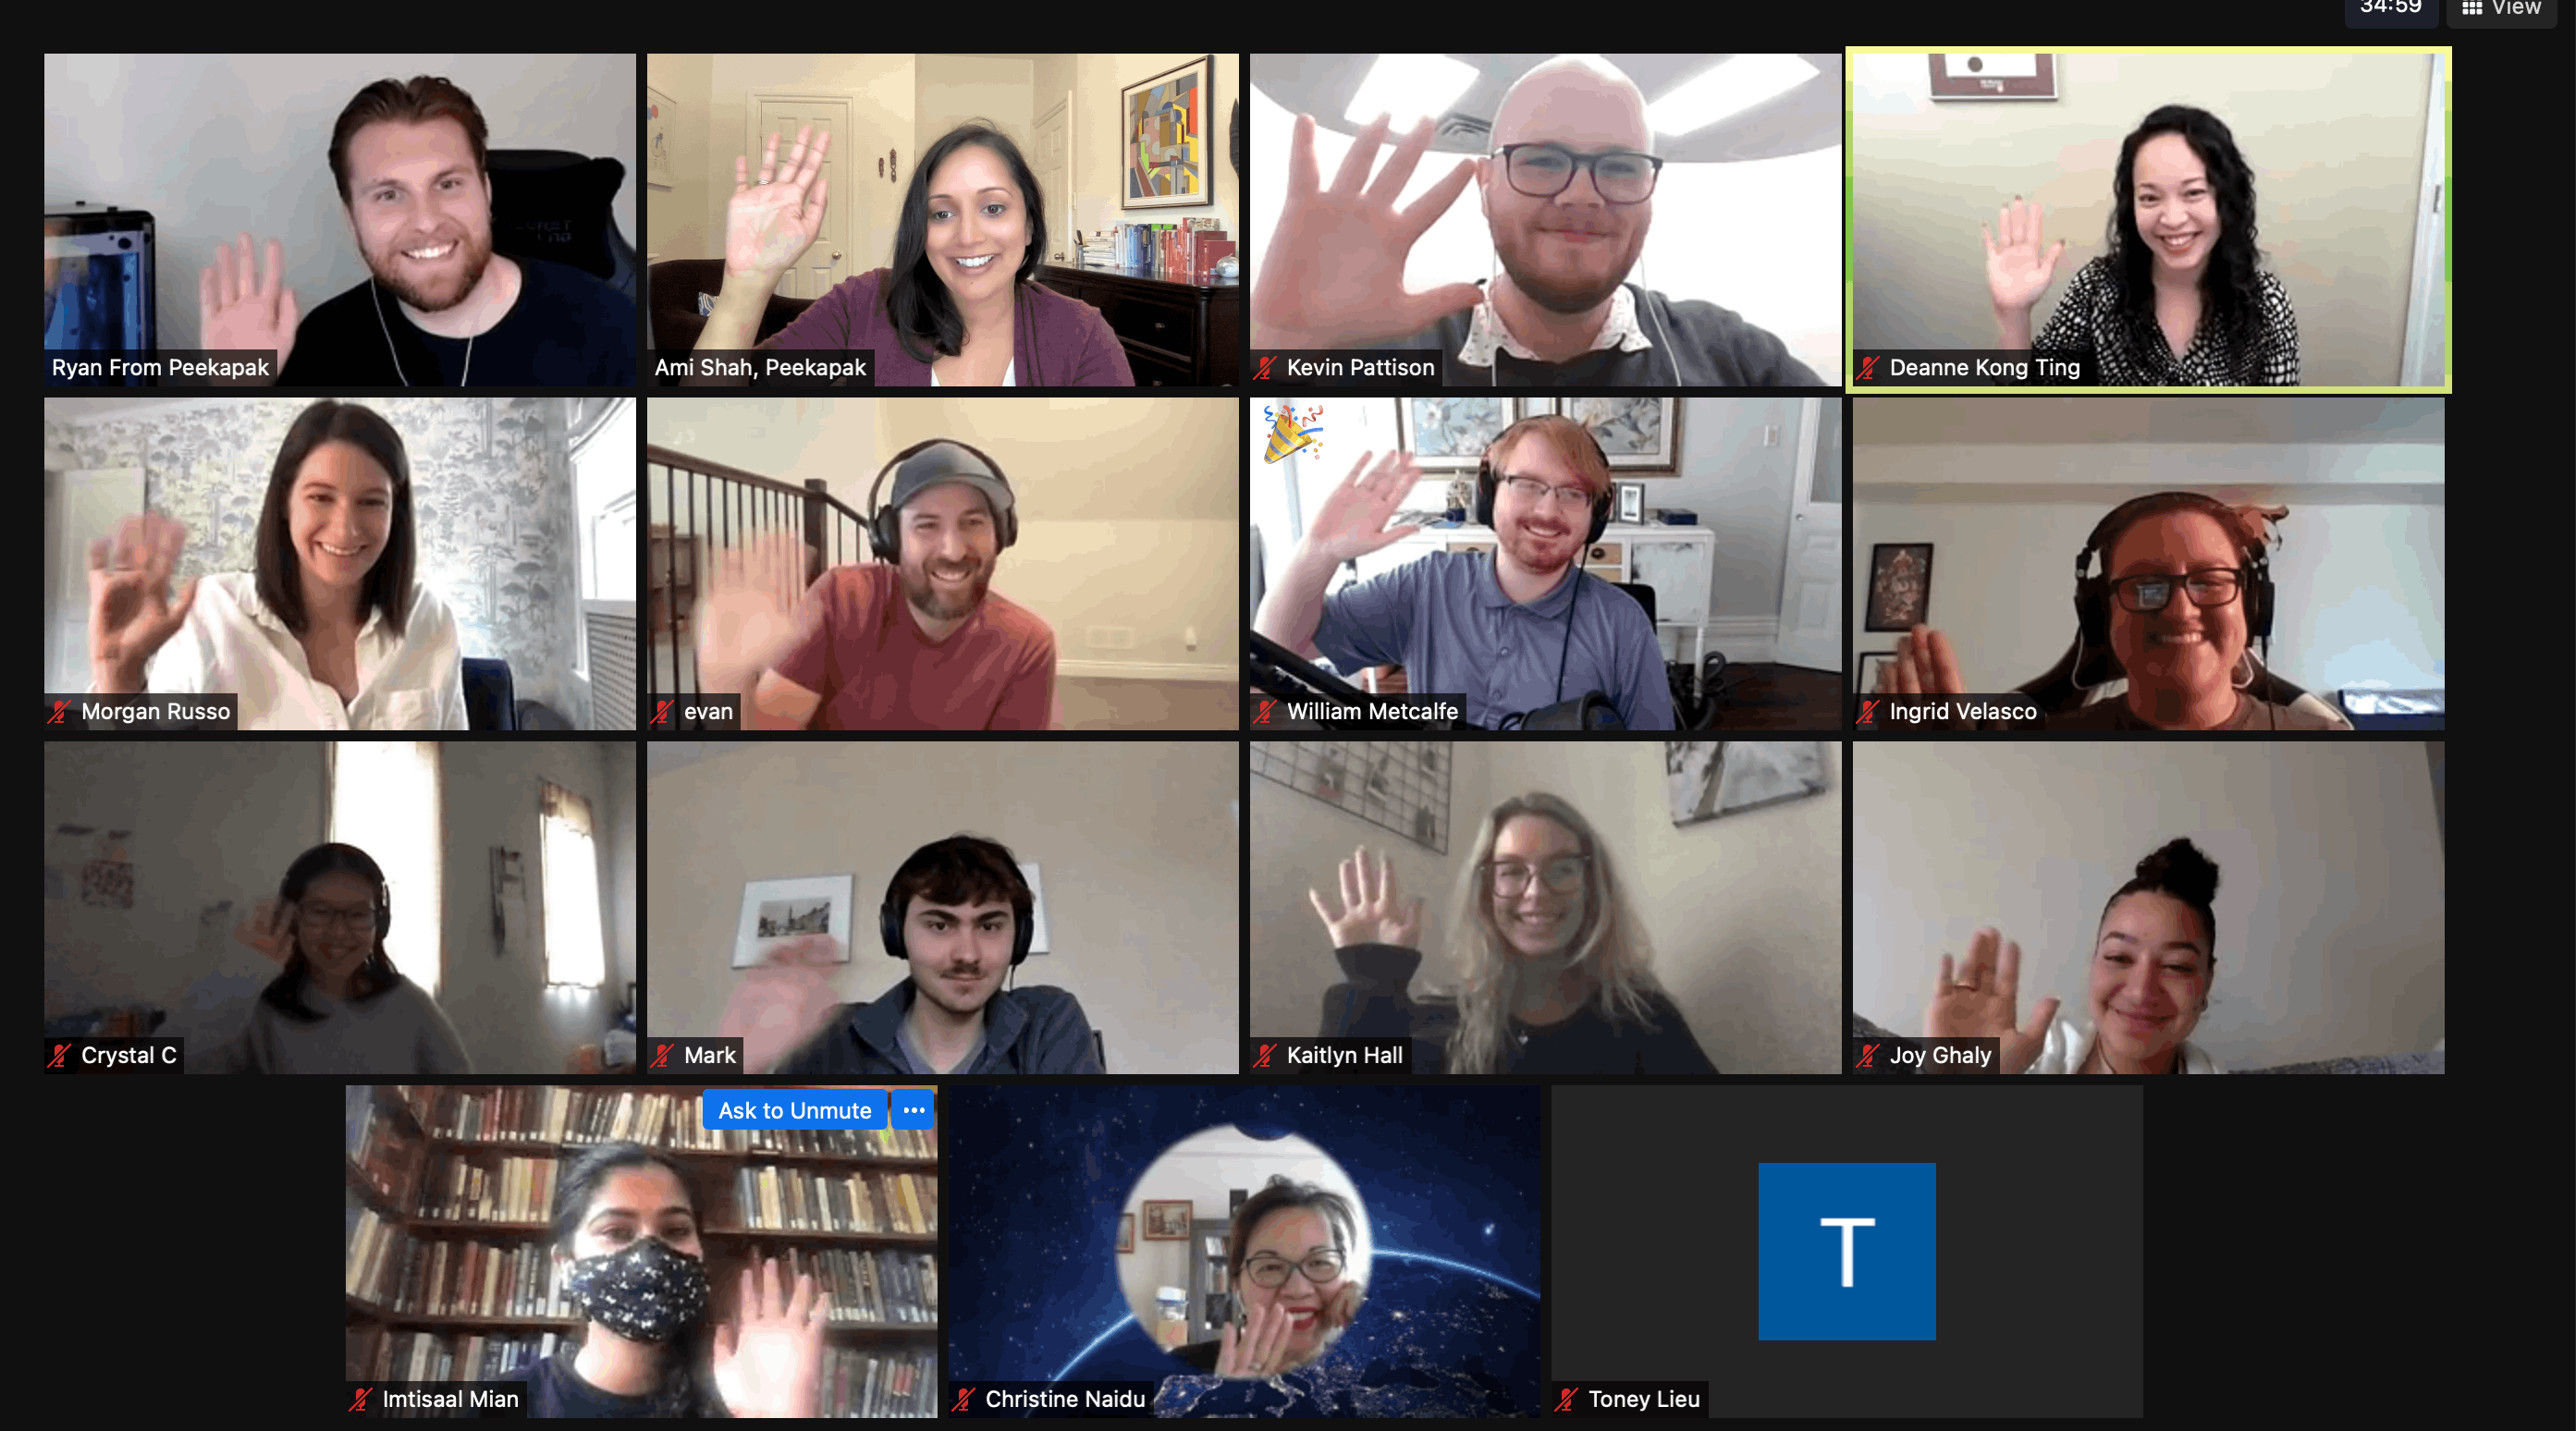 34:59
View
Ryan From Peekapak
Ami Shah, Peekapak
Kevin Pattison
Deanne Kong Ting
Morgan Russo
evan
William Metcalfe
Ingrid Velasco
Crystal C
Mark
Kaitlyn Hall
Joy Ghaly
Ask to Unmute
Imtisaal Mian
Christine Naidu
T
Toney Lieu